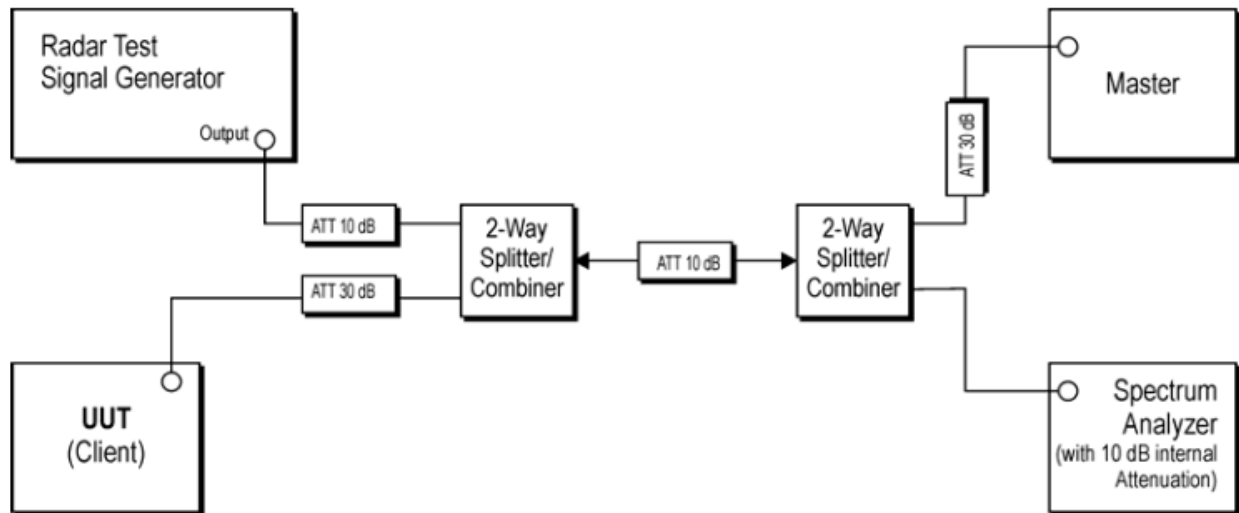 Radar Test
Signal Generator
Output
Master
ATT 30 dB
ATT 10 dB
2-Way
Splitter/
Combiner
ATT 10 dB
2-Way
Splitter/
Combiner
ATT 30 dB
UUT
(Client)
Spectrum
Analyzer
(with 10 dB internal
Attenuation)